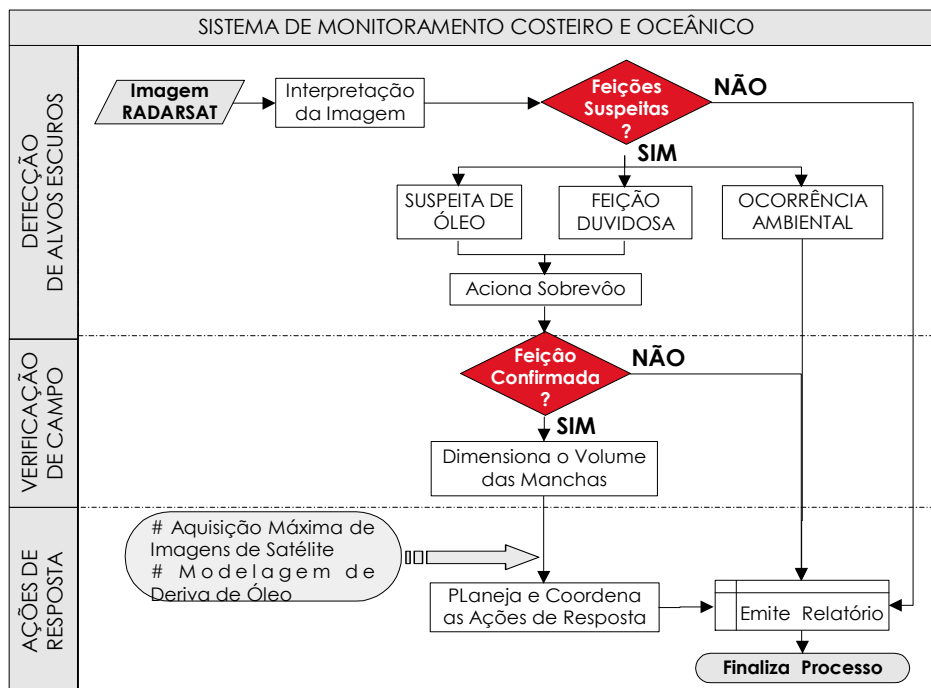 SISTEMA DE MONITORAMENTO COSTEIRO E OCEÂNICO
DETECÇÃO
DE ALVOS ESCUROS
Imagem
RADARSAT
Interpretação
da Imagem
Feições
Suspeitas
?
NÃO
SIM
SUSPEITA DE
ÓLEO
FEIÇÃO
DUVIDOSA
OCORRÊNCIA
AMBIENTAL
Aciona Sobrevôo
VERIFICAÇÃO
DE CAMPO
Feição
Confirmada
?
NÃO
SIM
Dimensiona o Volume
das Manchas
AÇÕES DE
RESPOSTA
# Aquisição Máxima de
Imagens de Satélite
# Modelagem de
Deriva de Óleo
PLaneja e Coordena
as Ações de Resposta
Emite Relatório
Finaliza Processo